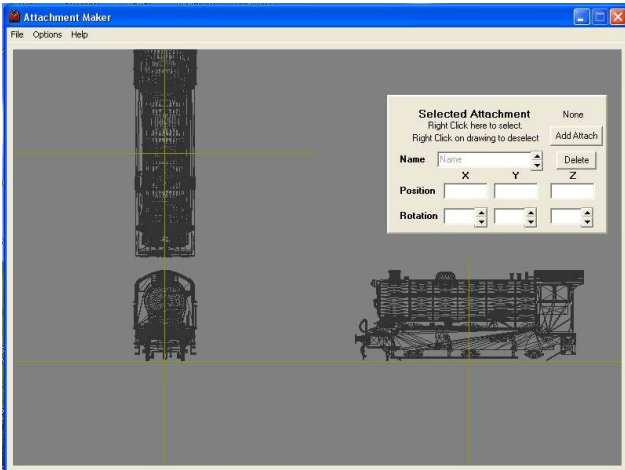 Attachment Maker
File Options Help
Selected Attachment None
Right Click here to select.
Right Click on drawing to deselect
Add Attach
Name Name Delete
X Y Z
Position
Rotation